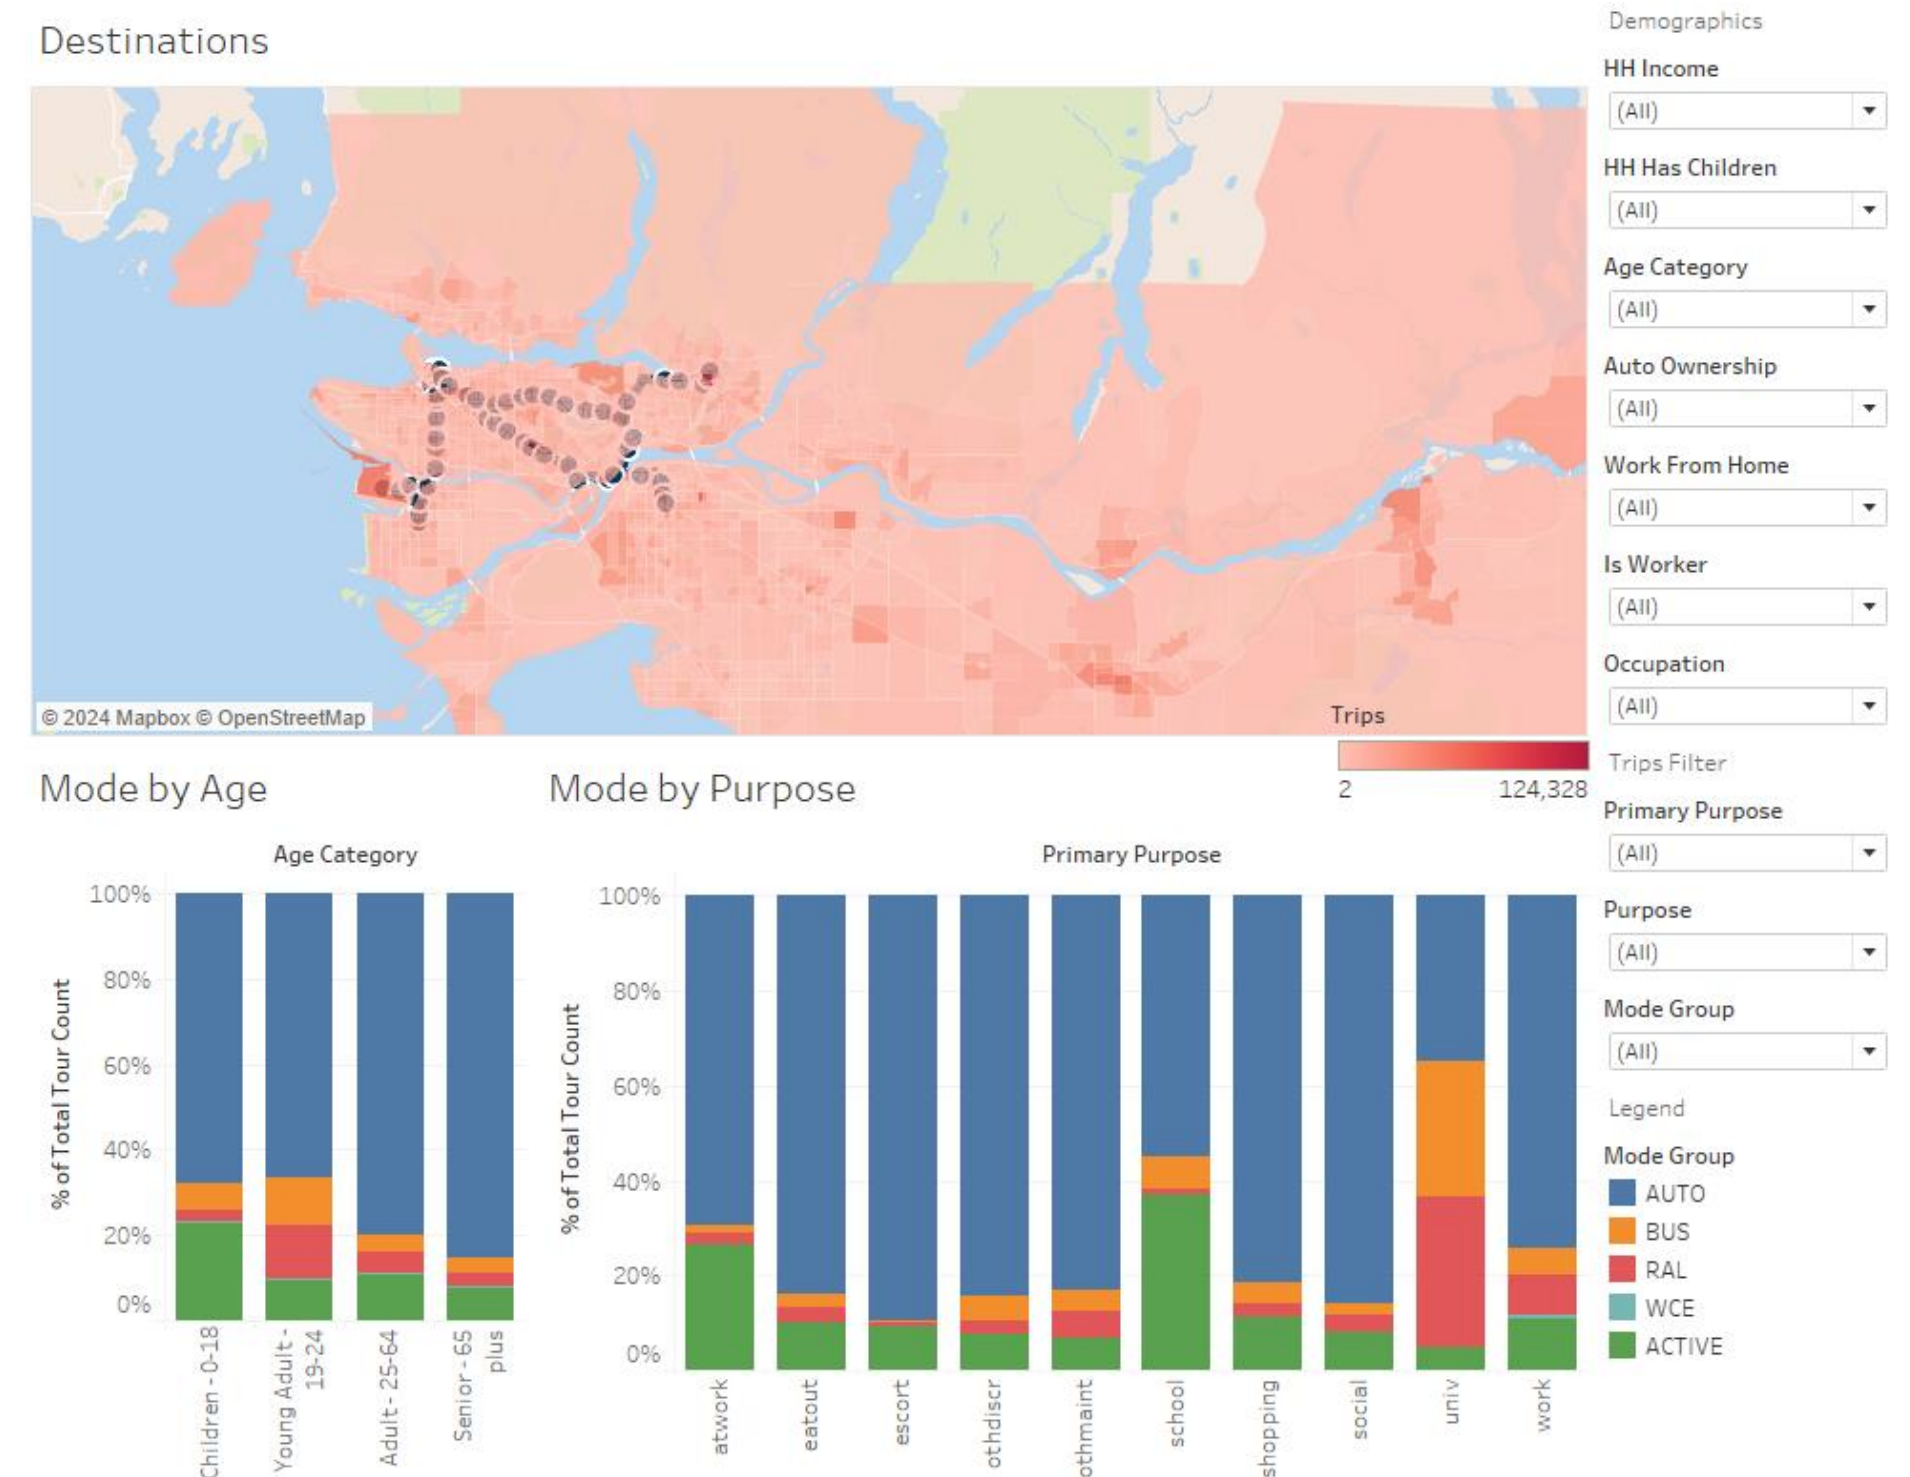 Destinations
© 2024 Mapbox © OpenStreetMap
Trips
2
124,328
Mode by Age
Age Category
% of Total Tour Count
100%
80%
60%
40%
20%
0%
Children - 0-18
Young Adult -
19-24
Adult - 25-64
Senior - 65
plus
Mode by Purpose
Primary Purpose
% of Total Tour Count
100%
80%
60%
40%
20%
0%
atwork
eatout
escort
othdiscr
othmaint
school
shopping
social
univ
work
Demographics
HH Income
(All)
HH Has Children
(All)
Age Category
(All)
Auto Ownership
(All)
Work From Home
(All)
Is Worker
(All)
Occupation
(All)
Trips Filter
Primary Purpose
(All)
Purpose
(All)
Mode Group
(All)
Legend
Mode Group
AUTO
BUS
RAL
WCE
ACTIVE